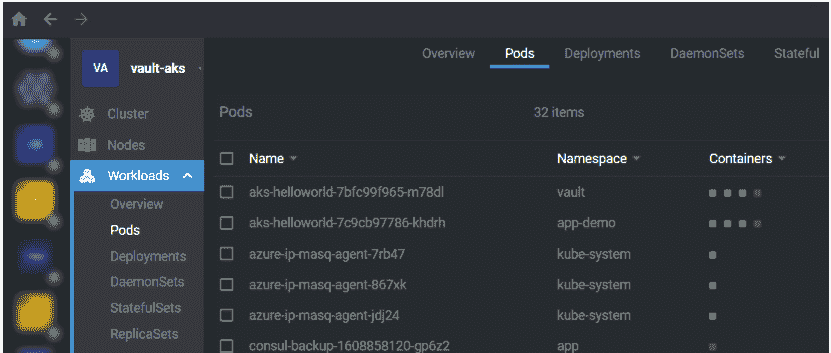 Overview Pods Deployments DaemonSets Stateful
VA vault-aks
Cluster
Nodes
Workloads
Overview
Pods
Deployments
DaemonSets
StatefulSets
ReplicaSets
Pods 32 items
Name Namespace Containers
aks-helloworld-7bfc99f965-m78dl vault
aks-helloworld-7c9cb97786-khdrh app-demo
azure-ip-masq-agent-7rb47 kube-system
azure-ip-masq-agent-867xk kube-system
azure-ip-masq-agent-jdj24 kube-system
consul-backup-1608858120-gp6z2 app